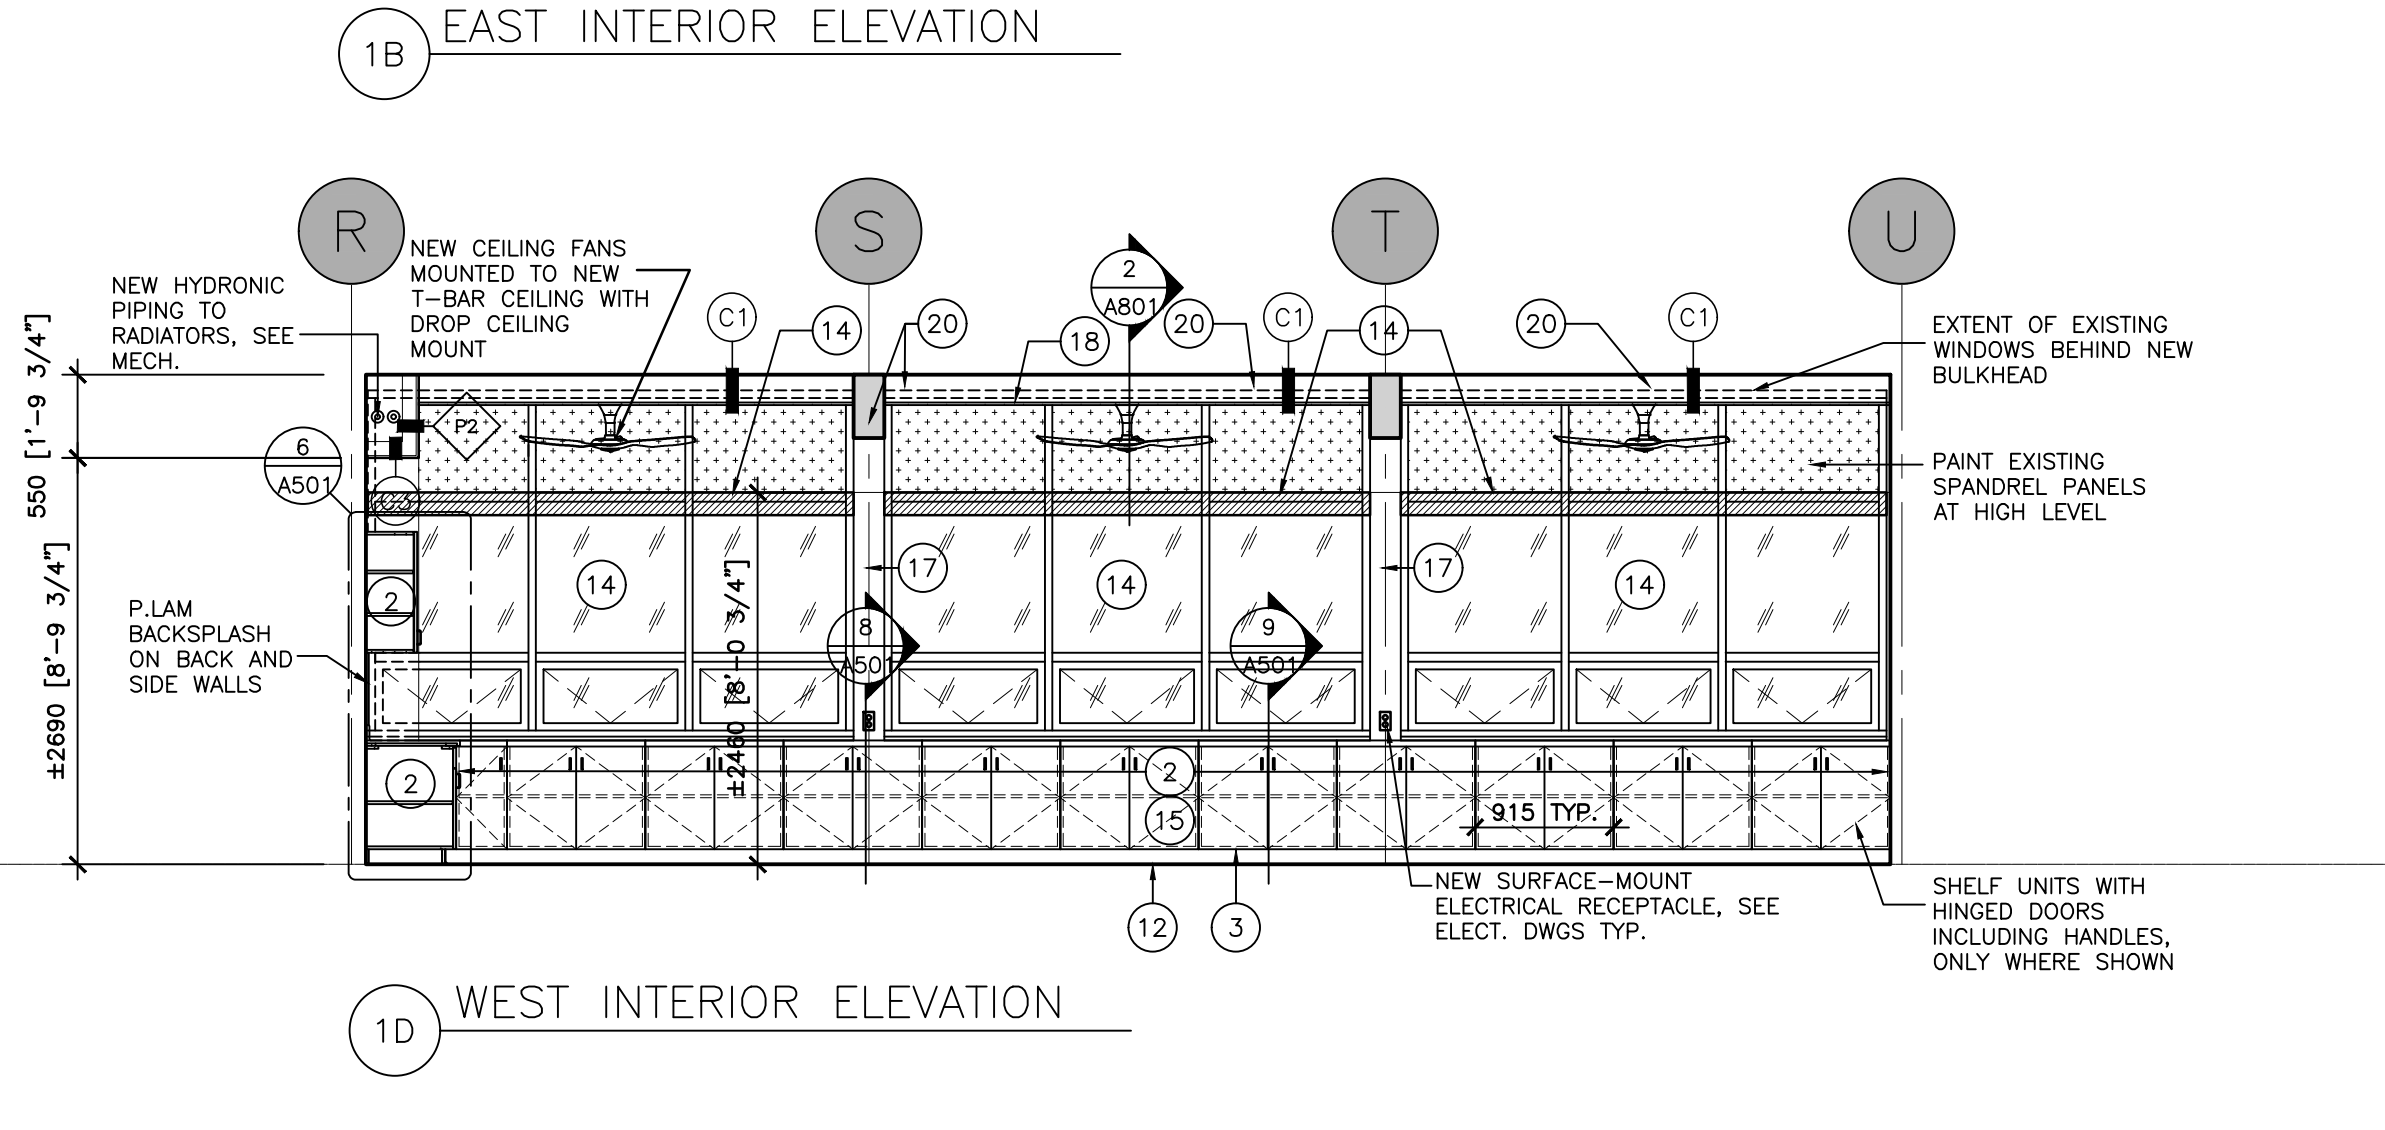 1B
EAST INTERIOR ELEVATION
R
S
T
U
NEW CEILING FANS
MOUNTED TO NEW
T-BAR CEILING WITH
DROP CEILING
MOUNT
NEW HYDRONIC
PIPING TO
RADIATORS, SEE
MECH.
C1
14
20
18
2
A801
20
C1
14
20
C1
EXTENT OF EXISTING
WINDOWS BEHIND NEW
BULKHEAD
550 [1'-9 3/4"]
P2
6
A501
C3
PAINT EXISTING
SPANDREL PANELS
AT HIGH LEVEL
±2690 [8'-9 3/4"]
2
14
17
14
17
14
P.LAM
BACKSPLASH
ON BACK AND
SIDE WALLS
±2460 [8'-0 3/4"]
8
A501
9
A501
2
2
15
915 TYP.
12
3
NEW SURFACE-MOUNT
ELECTRICAL RECEPTACLE, SEE
ELECT. DWGS TYP.
SHELF UNITS WITH
HINGED DOORS
INCLUDING HANDLES,
ONLY WHERE SHOWN
1D
WEST INTERIOR ELEVATION